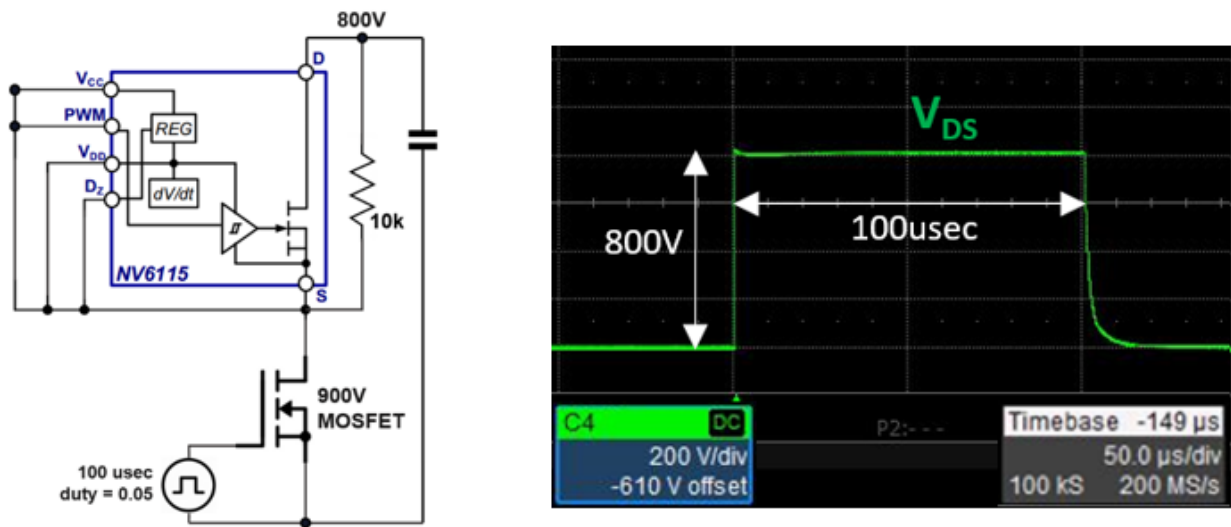 800V
D
VCC
PWM
REG
VDD
dV/dt
DZ
10k
NV6115
S
900V
MOSFET
100 usec
duty = 0.05
VDS
800V
100usec
C4
DC
200 V/div
-610 V offset
P2:- - -
Timebase -149 µs
50.0 µs/div
100 kS 200 MS/s